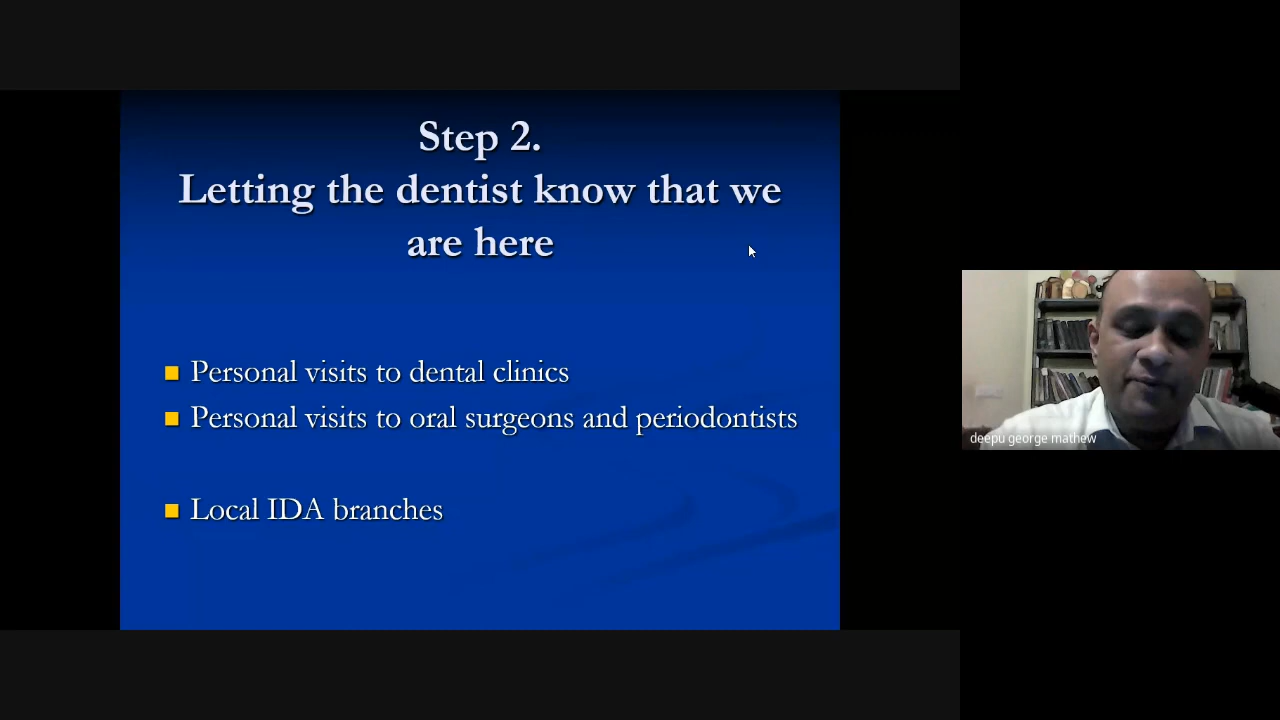 Step 2.
Letting the dentist know that we
are here
Personal visits to dental clinics
Personal visits to oral surgeons and periodontists
Local IDA branches
deepu george mathew